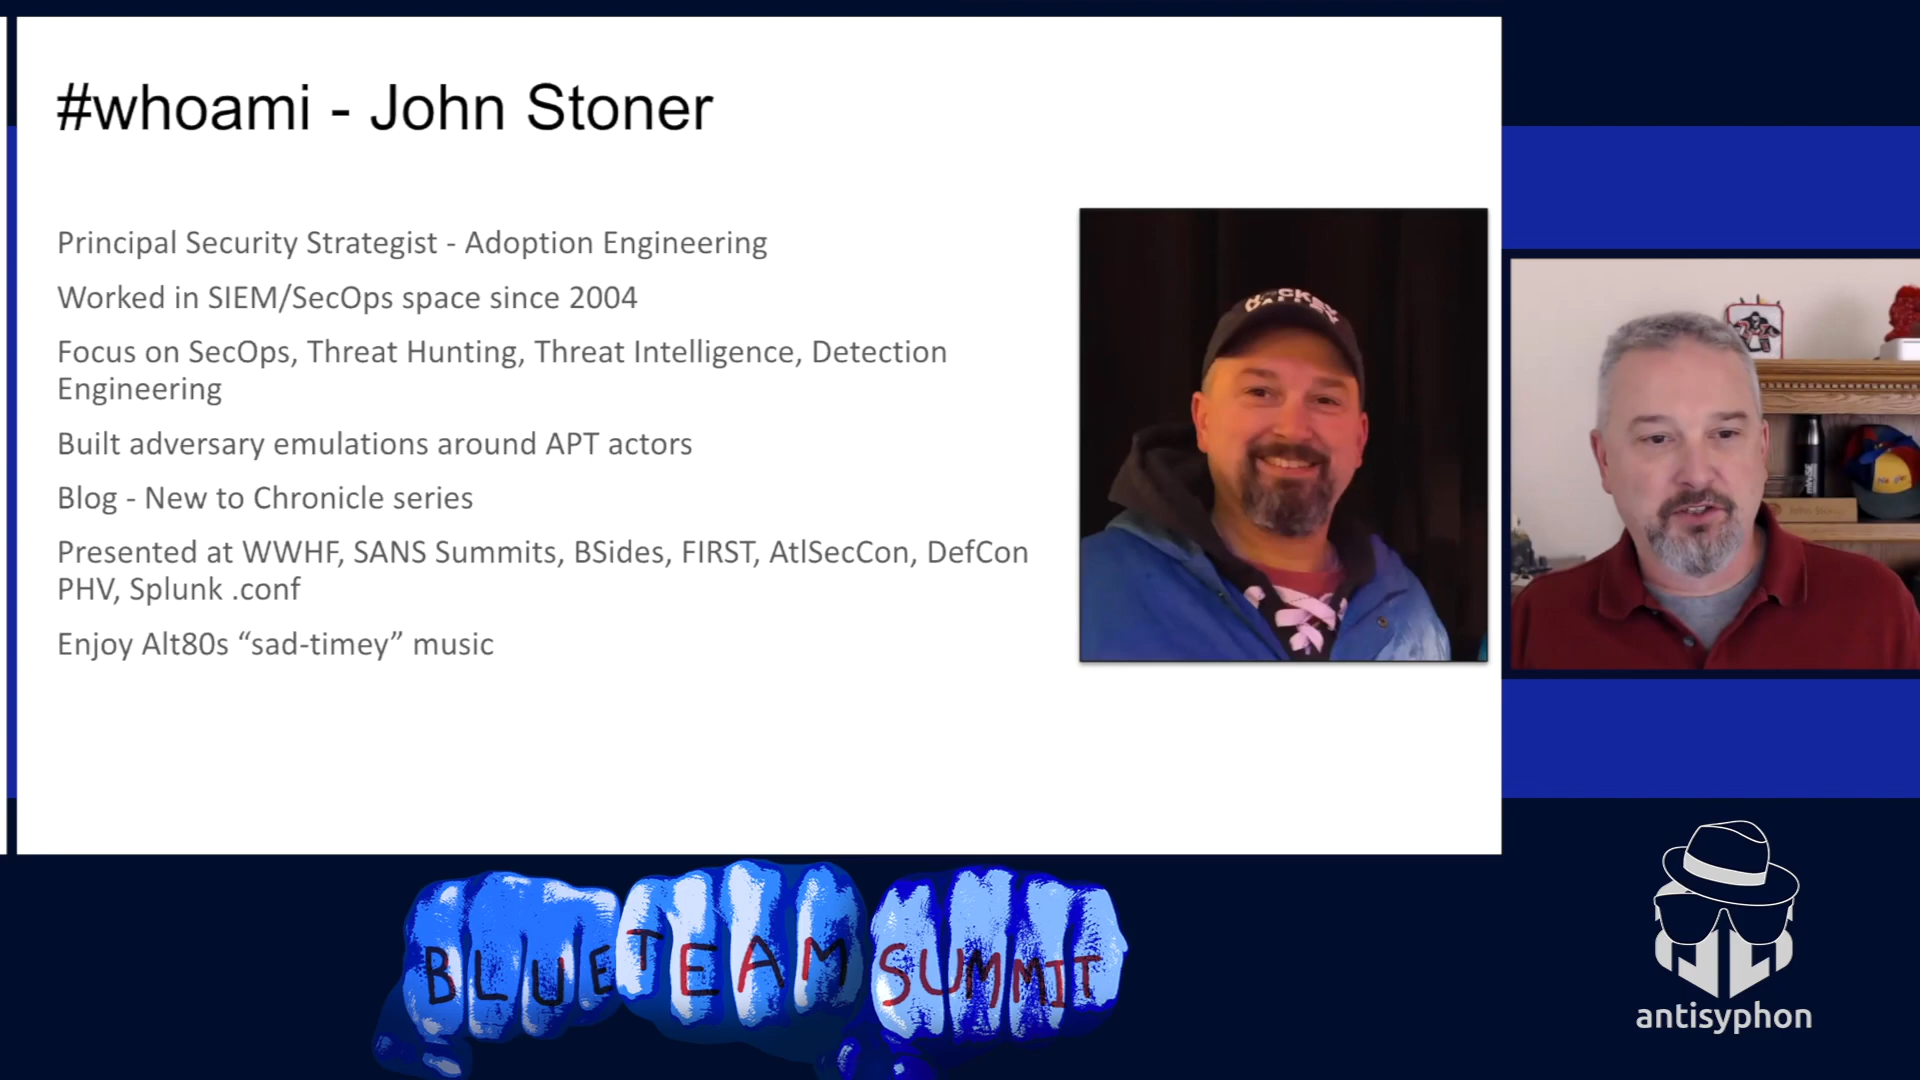 #whoami - John Stoner
Principal Security Strategist - Adoption Engineering
Worked in SIEM/SecOps space since 2004
Focus on SecOps, Threat Hunting, Threat Intelligence, Detection
Engineering
Built adversary emulations around APT actors
Blog - New to Chronicle series
Presented at WWHF, SANS Summits, BSides, FIRST, AtlSecCon, DefCon
PHV, Splunk .conf
Enjoy Alt80s “sad-timey” music
BLUE TEAM SUMMIT
antisyphon